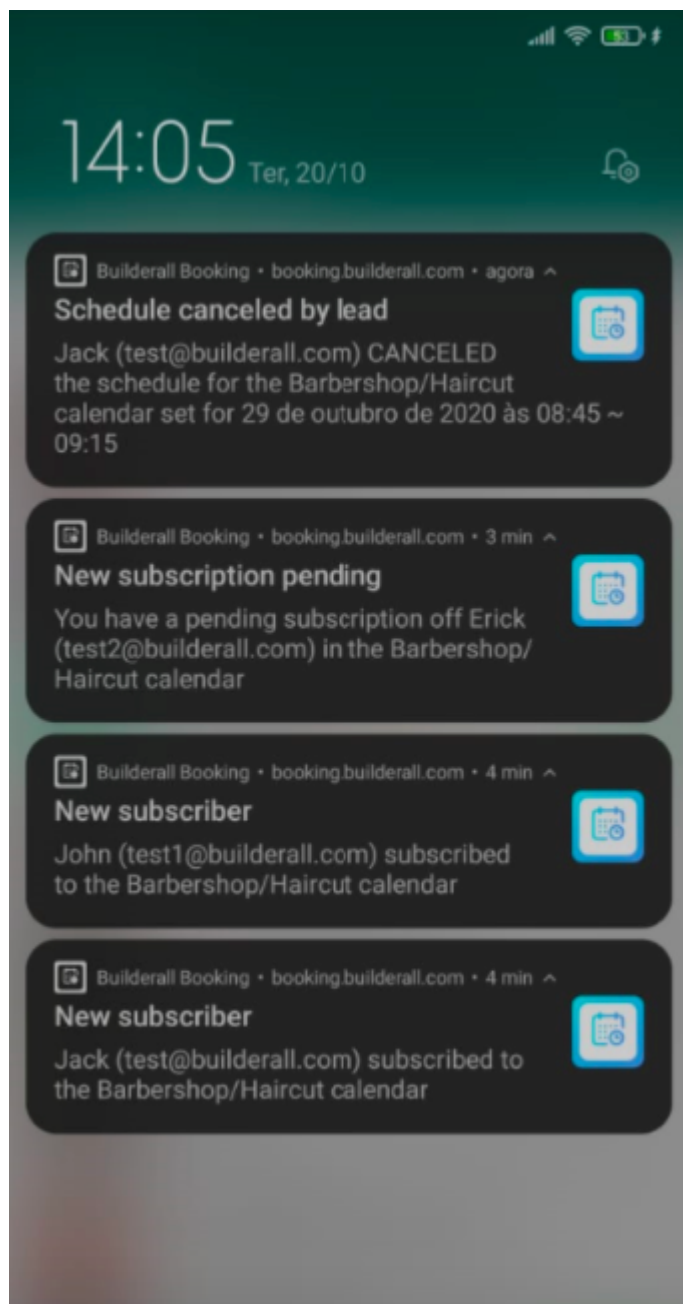 53
14:05 Ter, 20/10
Builderall Booking • booking.builderall.com • agora
Schedule canceled by lead
Jack (test@builderall.com) CANCELED
the schedule for the Barbershop/Haircut
calendar set for 29 de outubro de 2020 às 08:45 ~
09:15
Builderall Booking • booking.builderall.com • 3 min
New subscription pending
You have a pending subscription off Erick
(test2@builderall.com) in the Barbershop/
Haircut calendar
Builderall Booking • booking.builderall.com • 4 min
New subscriber
John (test1@builderall.com) subscribed
to the Barbershop/Haircut calendar
Builderall Booking • booking.builderall.com • 4 min
New subscriber
Jack (test@builderall.com) subscribed to
the Barbershop/Haircut calendar